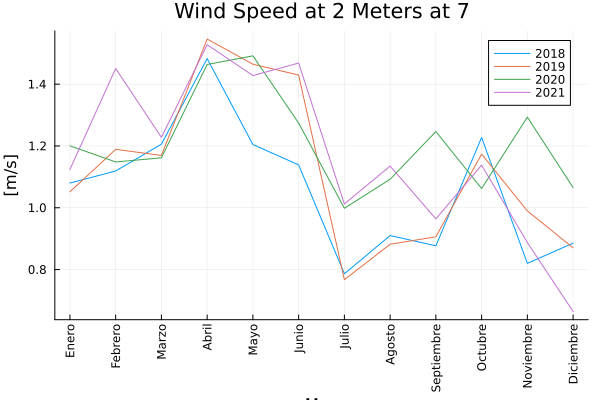 Wind Speed at 2 Meters at 7
2018
2019
2020
2021
[m/s]
1.4
1.2
1.0
0.8
Enero
Febrero
Marzo
Abril
Mayo
Junio
Julio
Agosto
Septiembre
Octubre
Noviembre
Diciembre